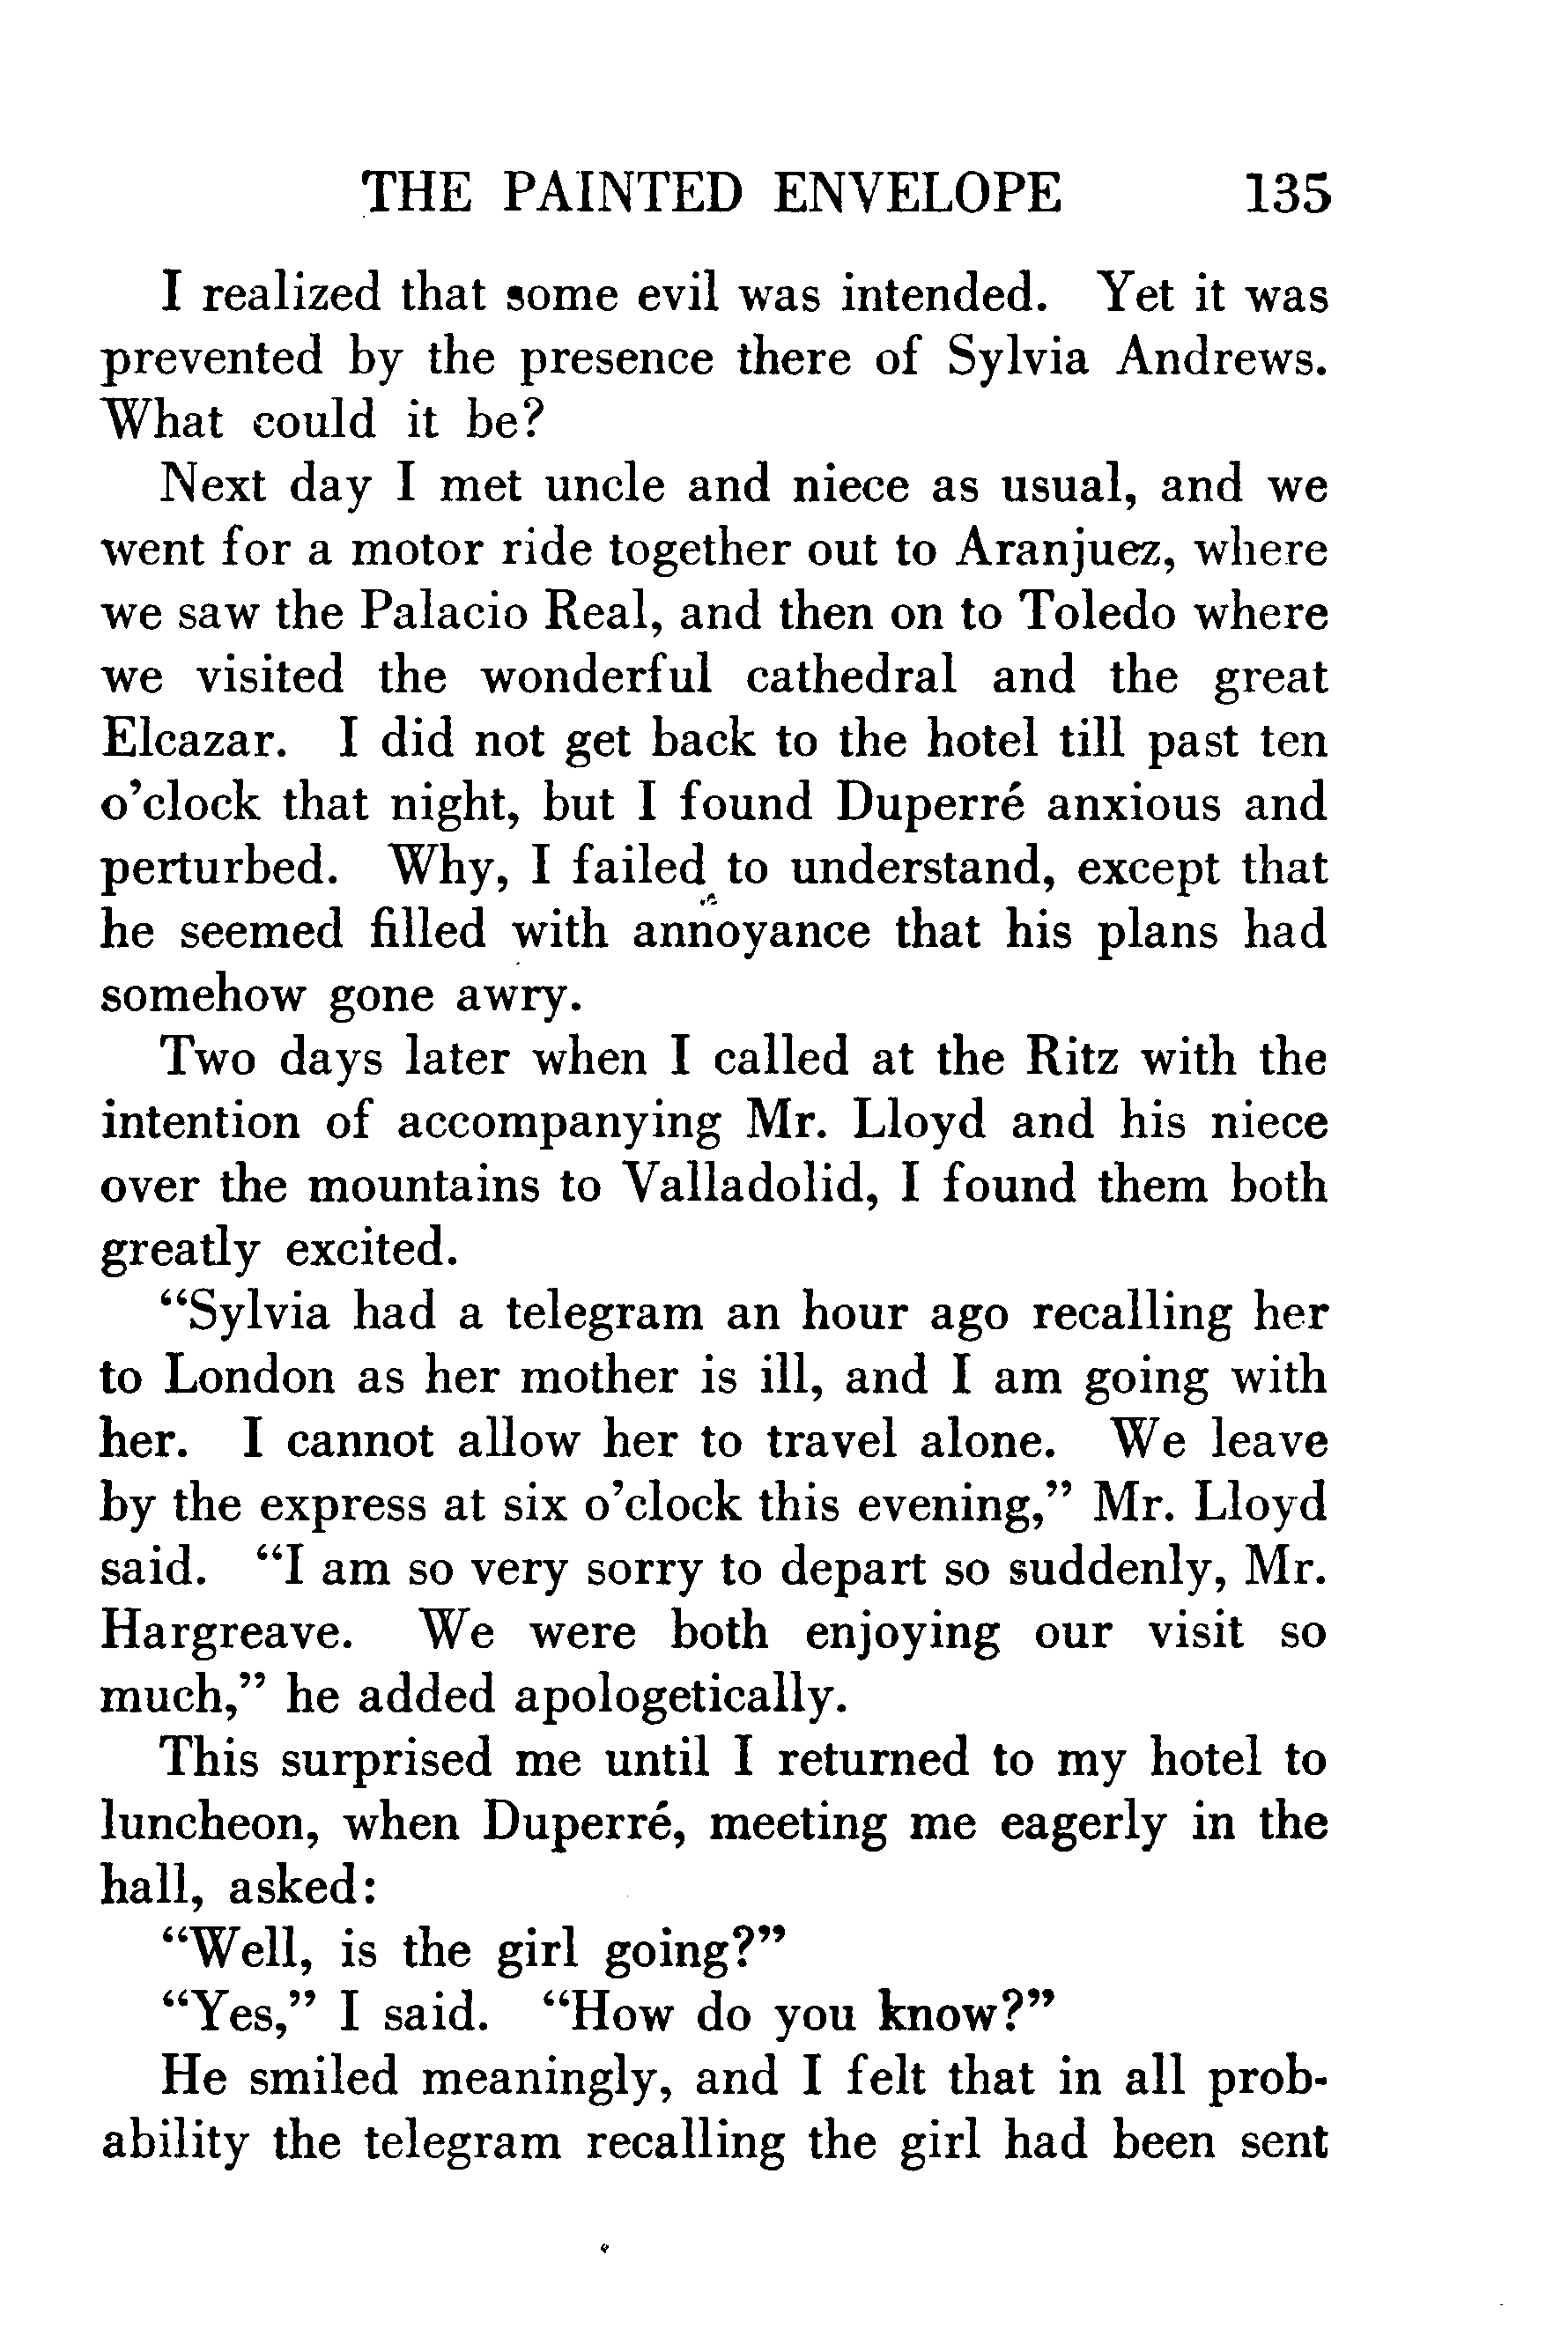 THE PAINTED ENVELOPE 135
I realized that some evil was intended. Yet it was
prevented by the presence there of Sylvia Andrews.
What could it be?
Next day I met uncle and niece as usual, and we
went for a motor ride together out to Aranjuez, where
we saw the Palacio Real, and then on to Toledo where
we visited the wonderful cathedral and the great
Elcazar. I did not get back to the hotel till past ten
o'clock that night, but I found Duperré anxious and
perturbed. Why, I failed to understand, except that
he seemed filled with annoyance that his plans had
somehow gone awry.
Two days later when I called at the Ritz with the
intention of accompanying Mr. Lloyd and his niece
over the mountains to Valladolid, I found them both
greatly excited.
“Sylvia had a telegram an hour ago recalling her
to London as her mother is ill, and I am going with
her. I cannot allow her to travel alone. We leave
by the express at six o'clock this evening,” Mr. Lloyd
said. “I am so very sorry to depart so suddenly, Mr.
Hargreave. We were both enjoying our visit so
much,” he added apologetically.
This surprised me until I returned to my hotel to
luncheon, when Duperré, meeting me eagerly in the
hall, asked:
“Well, is the girl going?”
“Yes,” I said. “How do you know?”
He smiled meaningly, and I felt that in all prob-
ability the telegram recalling the girl had been sent